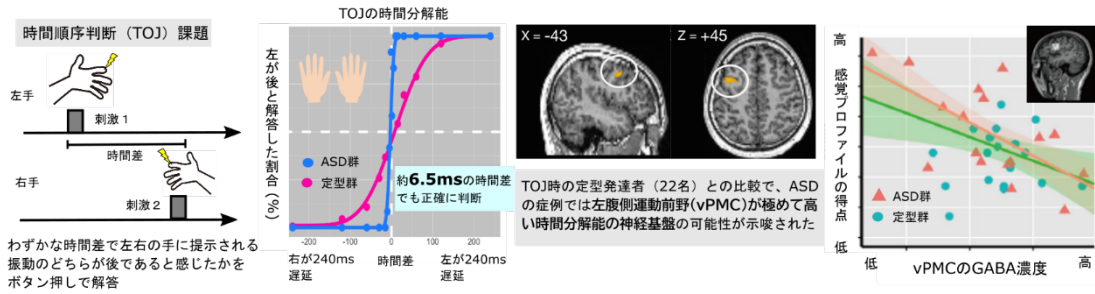 時間順序判断（TOJ）課題
左手
刺激１
時間差
右手
刺激２
わずかな時間差で左右の手に提示される
振動のどちらが後であると感じたかを
ボタン押しで解答
TOJの時間分解能
左が後と解答した割合（％）
ASD群
定型群
約6.5msの時間差
でも正確に判断
-240
-120
0
120
240
右が240ms
遅延
時間差
左が240ms
遅延
X = -43
Z = +45
TOJ時の定型発達者（22名）との比較で、ASD
の症例では左腹側運動前野(vPMC)が極めて高
い時間分解能の神経基盤の可能性が示唆された
高
感覚プロファイルの得点
低
ASD群
定型群
低
高
vPMCのGABA濃度